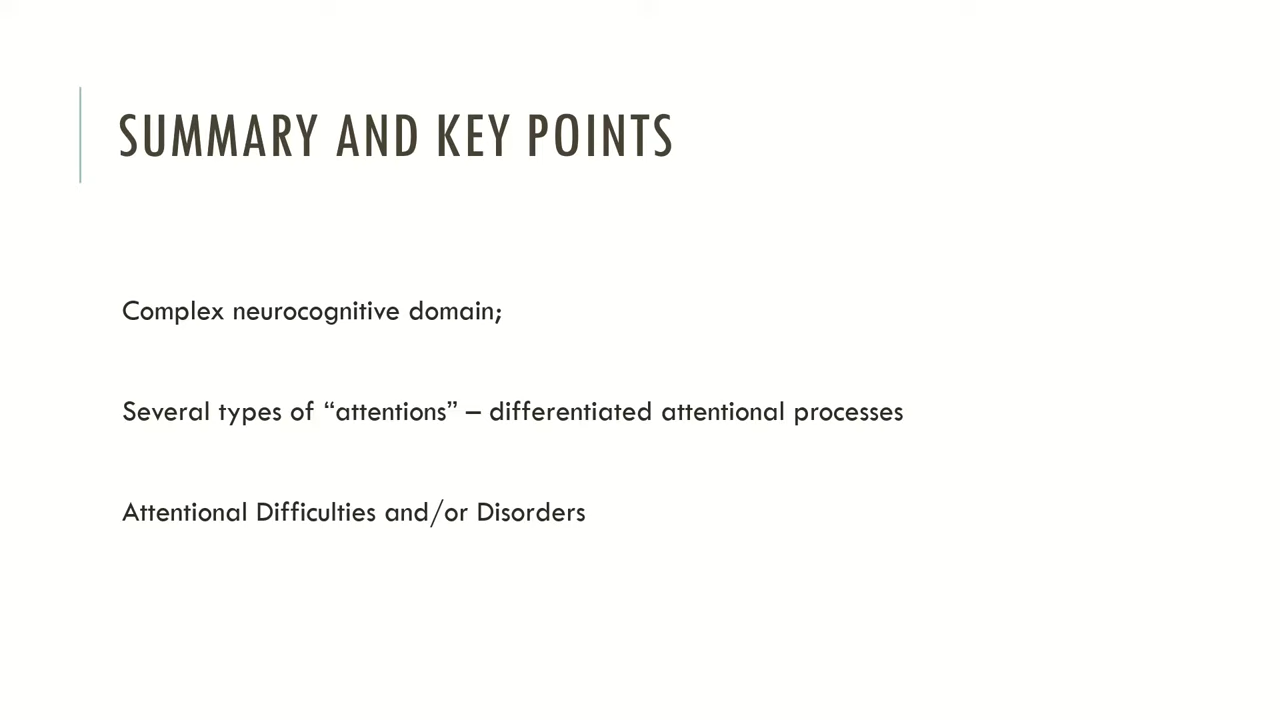 SUMMARY AND KEY POINTS
Complex neurocognitive domain;
Several types of “attentions” – differentiated attentional processes
Attentional Difficulties and/or Disorders